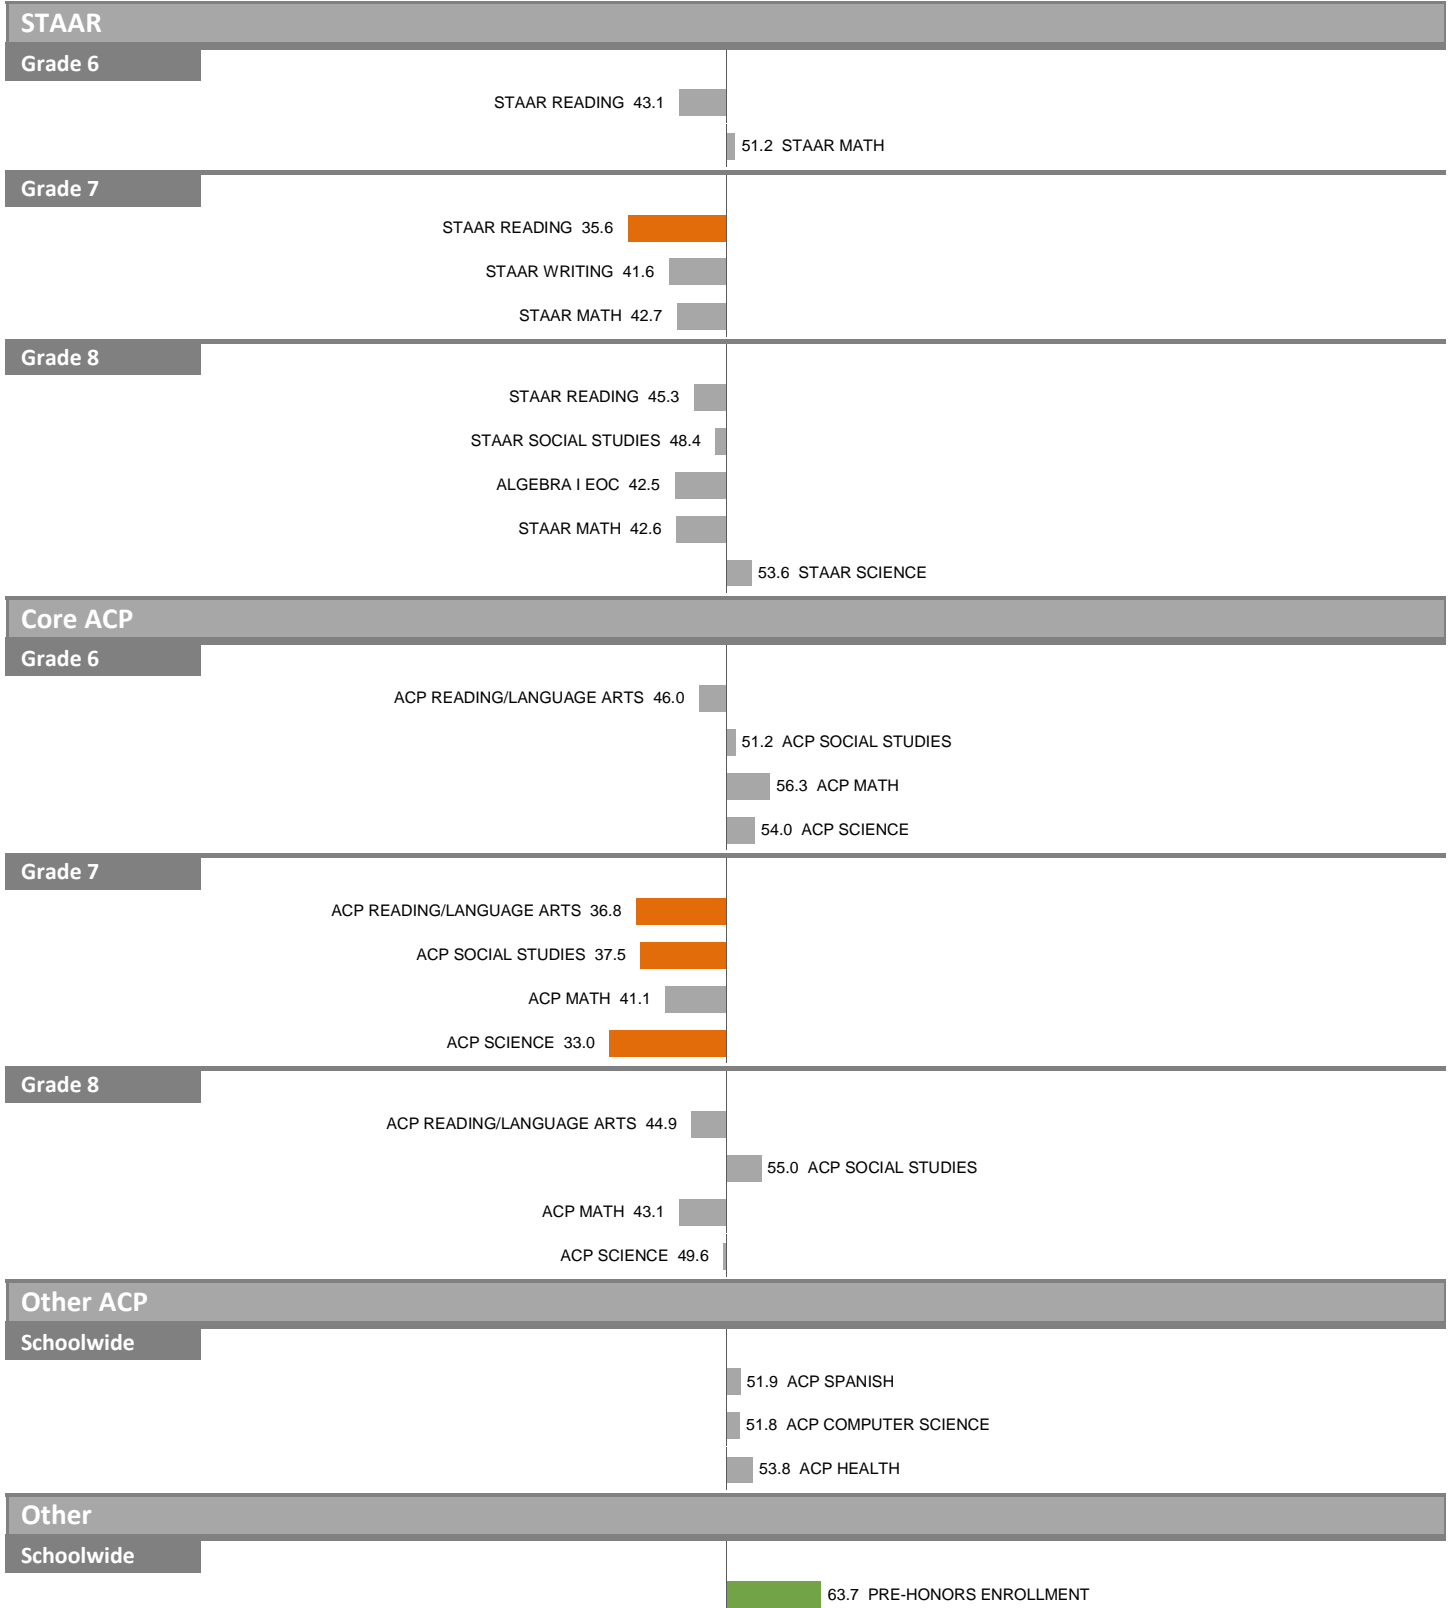 STAAR
Grade 6
STAAR READING 43.1
51.2 STAAR MATH
Grade 7
STAAR READING 35.6
STAAR WRITING 41.6
STAAR MATH 42.7
Grade 8
STAAR READING 45.3
STAAR SOCIAL STUDIES 48.4
ALGEBRA I EOC 42.5
STAAR MATH 42.6
53.6 STAAR SCIENCE
Core ACP
Grade 6
ACP READING/LANGUAGE ARTS 46.0
51.2 ACP SOCIAL STUDIES
56.3 ACP MATH
54.0 ACP SCIENCE
Grade 7
ACP READING/LANGUAGE ARTS 36.8
ACP SOCIAL STUDIES 37.5
ACP MATH 41.1
ACP SCIENCE 33.0
Grade 8
ACP READING/LANGUAGE ARTS 44.9
55.0 ACP SOCIAL STUDIES
ACP MATH 43.1
ACP SCIENCE 49.6
Other ACP
Schoolwide
51.9 ACP SPANISH
51.8 ACP COMPUTER SCIENCE
53.8 ACP HEALTH
Other
Schoolwide
63.7 PRE-HONORS ENROLLMENT